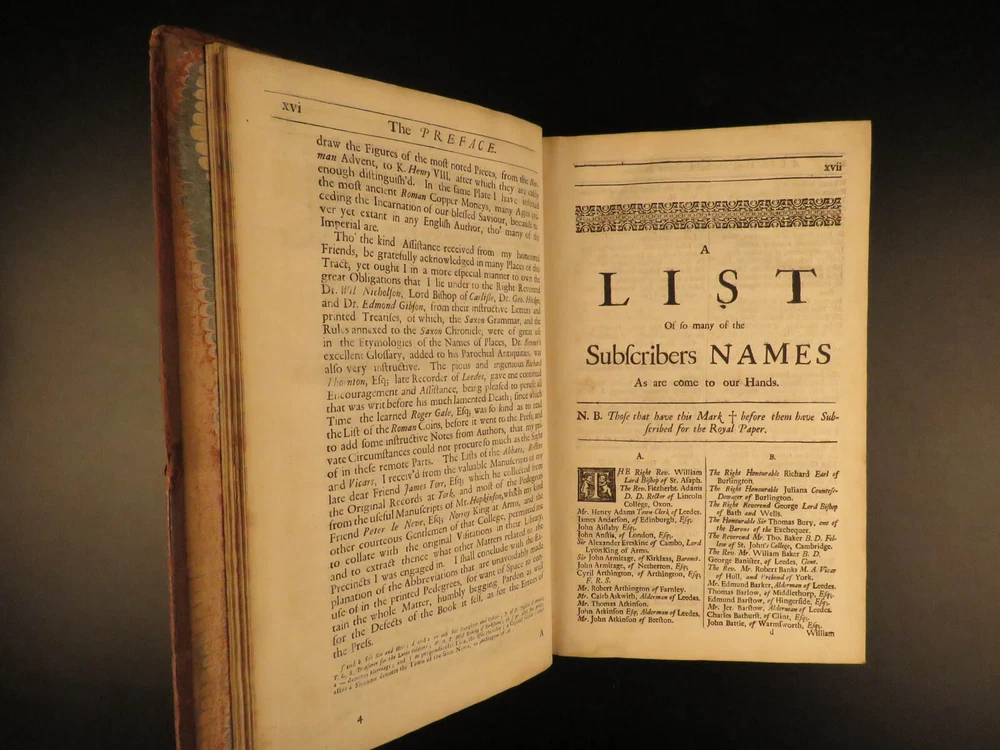 xvi
The PREFACE.
draw the Figures of the moſt noted Pieces, from the
man Advent, to K. Henry VIII. after which they are eaſily
enough diſtinguiſh'd. In the ſame Plate I have
the moſt ancient Roman Copper Moneys, many Ages
ceding the Incarnation of our bleſſed Saviour, becauſe
ver yet extant in any Engliſh Author, tho' many of the
Imperial are.
Tho' the kind Aſſiſtance received from my honoured
Friends, be gratefully acknowledged in many Places of this
Tract, yet ought I in a more eſpecial manner to own the
great Obligations that I lie under to the Right Reverend
Dr. Wil. Nicholſon, Lord Biſhop of Carliſle, Dr. Geo. Hickes,
and Dr. Edmond Gibſon, from their inſtructive Letters and
printed Treatiſes, of which, the Saxon Grammar, and the
Rules annexed to the Saxon Chronicle, were of great uſe
in the Etymologies of the Names of Places, Dr. Kennet's
excellent Gloſſary, added to his Parochial Antiquities, was
alſo very inſtructive. The pious and ingenious Richard
Thornton, Eſq; late Recorder of Leedes, gave me continual
Encouragement and Aſſiſtance, being pleaſed to peruſe all
that was writ before his much lamented Death; ſince which
Time the learned Roger Gale, Eſq; was ſo kind as to read
the Liſt of the Roman Coins, before it went to the Preſs, and
to add ſome inſtructive Notes from Authors, that my pri-
vate Circumſtances could not procure ſo much as the Sight
of in theſe remote Parts. The Liſts of the Abbats, Rectors
and Vicars, I receiv'd from the valuable Manuſcripts of my
late dear Friend James Torr, Eſq; which he collected from
the Original Records at York, and moſt of the Pedegrees
from the uſeful Manuſcripts of Mr. Hopkinſon, which my kind
Friend Peter le Neve, Eſq; Norroy King at Arms, and the
other courteous Gentlemen of that College, permitted me
to collate with the original Viſitations in their Library,
and to extract thence what other Matters related to the
Precincts I was engaged in. I ſhall conclude with the Ex-
planation of the Abbreviations that are unavoidably made
uſe of in the printed Pedegrees, for want of Space to con-
tain the whole Matter, humbly begging Pardon as well
for the Defects of the Book it ſelf, as for the Errors of
the Preſs.
A
4
xvii
A
LIST
Of ſo many of the
Subſcribers NAMES
As are come to our Hands.
N. B. Thoſe that have this Mark † before them have Sub-
ſcribed for the Royal Paper.
A.
THE Right Rev. William
Lord Biſhop of St. Aſaph.
The Rev. Fitzherbt. Adams
D. D. Rector of Lincoln
College, Oxon.
Mr. Henry Adams Town Clerk of Leedes.
James Anderſon, of Edinburgh, Eſq;
John Aiſlaby Eſq;
John Anſtis, of London, Eſq;
Sir Alexander Erskine of Cambo, Lord
Lyon King of Arms.
Sir John Armitage, of Kirkliss, Baronet.
John Armitage, of Netherton, Eſq;
Cyril Arthington, of Arthington, Eſq;
F. R. S.
Mr. Robert Arthington of Farnley.
Mr. Caleb Askwith, Alderman of Leedes.
Mr. Thomas Atkinſon.
John Atkinſon Eſq; Alderman of Leedes.
Mr. John Atkinſon of Beeſton.
B.
The Right Honourable Richard Earl of
Burlington.
The Right Honourable Juliana Counteſs-
Dowager of Burlington.
The Right Reverend George Lord Biſhop
of Bath and Wells.
The Honourable Sir Thomas Bury, one of
the Barons of the Exchequer.
The Reverend Mr. Tho. Baker B. D. Fel-
low of St. John's College, Cambridge.
The Rev. Mr. William Baker B. D.
George Baniſter, of Leedes, Gent.
The Rev. Mr. Robert Banks M. A. Vicar
of Hull, and Prebend of York.
Mr. Edmund Barker, Alderman of Leedes.
Thomas Barlow, of Middlethorp, Eſq;
Edmund Barſtow, of Hingerſide, Eſq;
Mr. Jer. Barſtow, Alderman of Leedes.
Charles Bathurſt, of Clint, Eſq;
John Battie, of Warmſworth, Eſq;
d
William